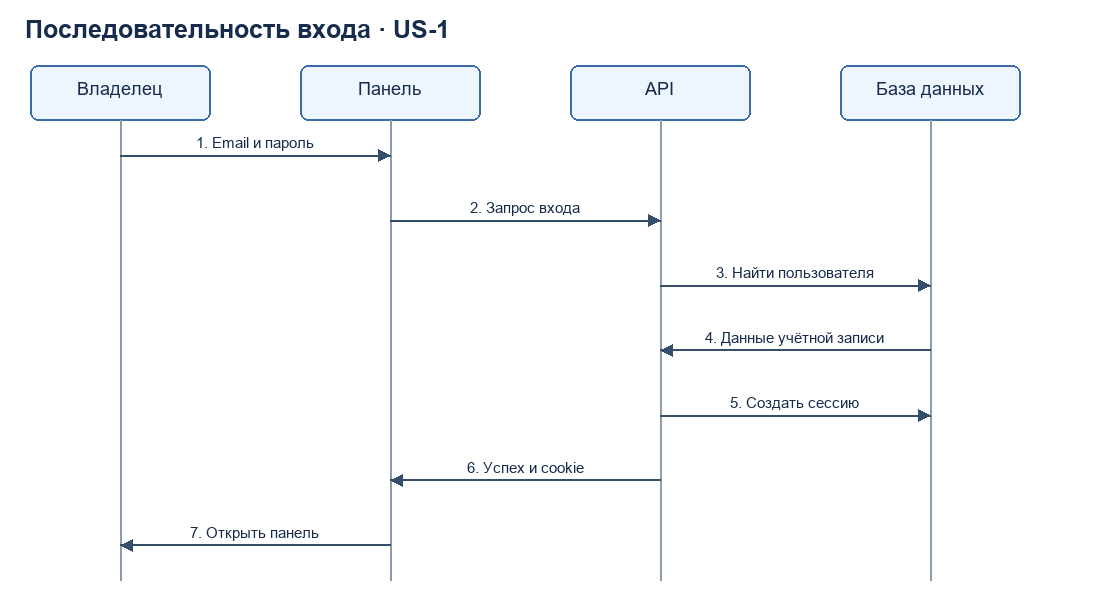 Последовательность входа · US-1
Владелец
Панель
API
База данных
1. Email и пароль
2. Запрос входа
3. Найти пользователя
4. Данные учётной записи
5. Создать сессию
6. Успех и cookie
7. Открыть панель